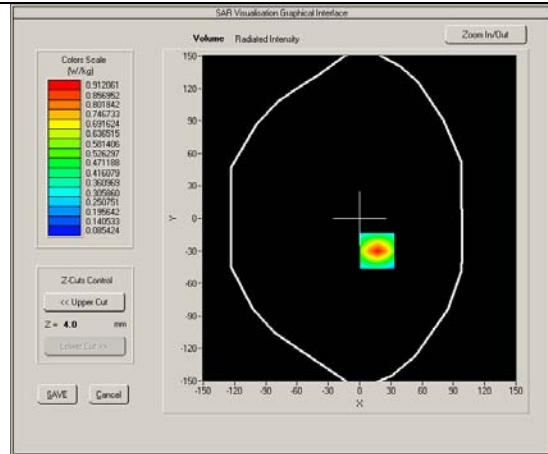 SAR Visualisation Graphical Interface
Volume Radiated Intensity
Zoom In/Out
Colors Scale
(W/kg)
0.912061
0.856952
0.801842
0.746733
0.691624
0.636515
0.581406
0.526297
0.471188
0.416079
0.360969
0.305860
0.250751
0.195642
0.140533
0.085424
Z-Cuts Control
<< Upper Cut
Z = 4.0 mm
Lower Cut >>
SAVE Cancel
150
120
90
60
30
0
-30
-60
-90
-120
-150
Y
-150 -120 -90 -60 -30 0 30 60 90 120 150
X